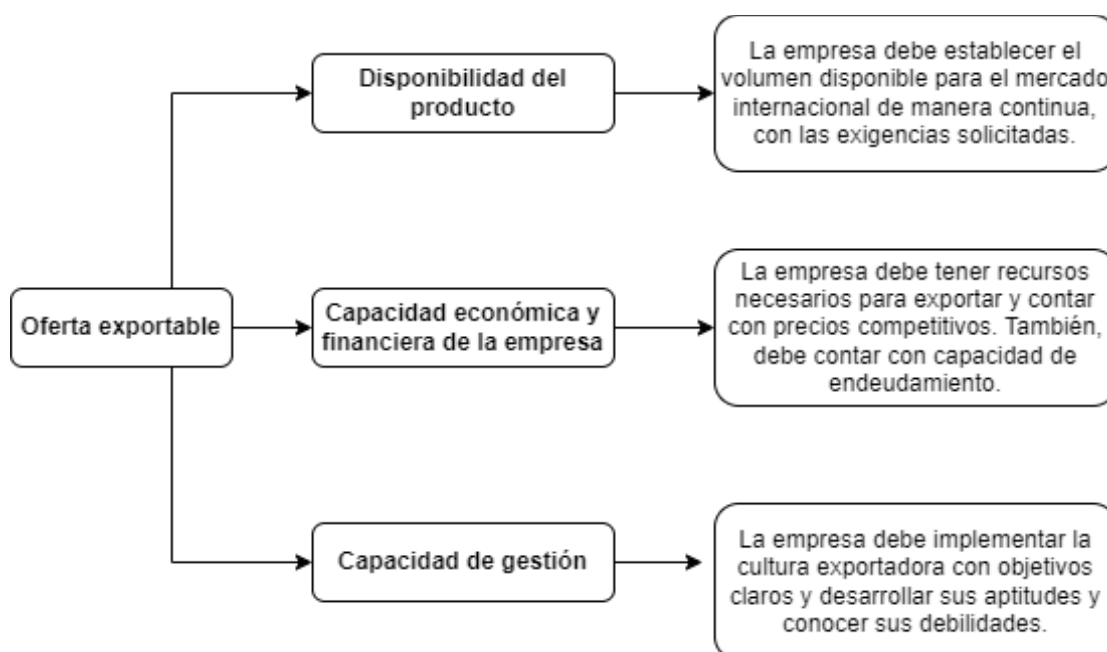 Disponibilidad del
producto
La empresa debe establecer el
volumen disponible para el mercado
internacional de manera continua,
con las exigencias solicitadas.
Oferta exportable
Capacidad económica y
financiera de la empresa
La empresa debe tener recursos
necesarios para exportar y contar
con precios competitivos. También,
debe contar con capacidad de
endeudamiento.
Capacidad de gestión
La empresa debe implementar la
cultura exportadora con objetivos
claros y desarrollar sus aptitudes y
conocer sus debilidades.